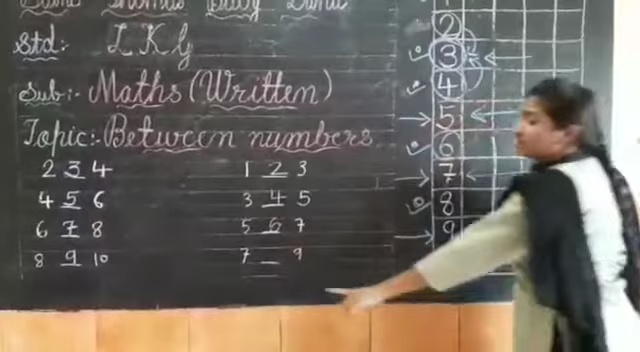 Std:- L K G
Sub:- Maths (Written)
Topic:- Between numbers
2 3 4
4 5 6
6 7 8
8 9 10
1 2 3
3 4 5
5 6 7
7 _ 9
2
3
4
5
6
7
8
9